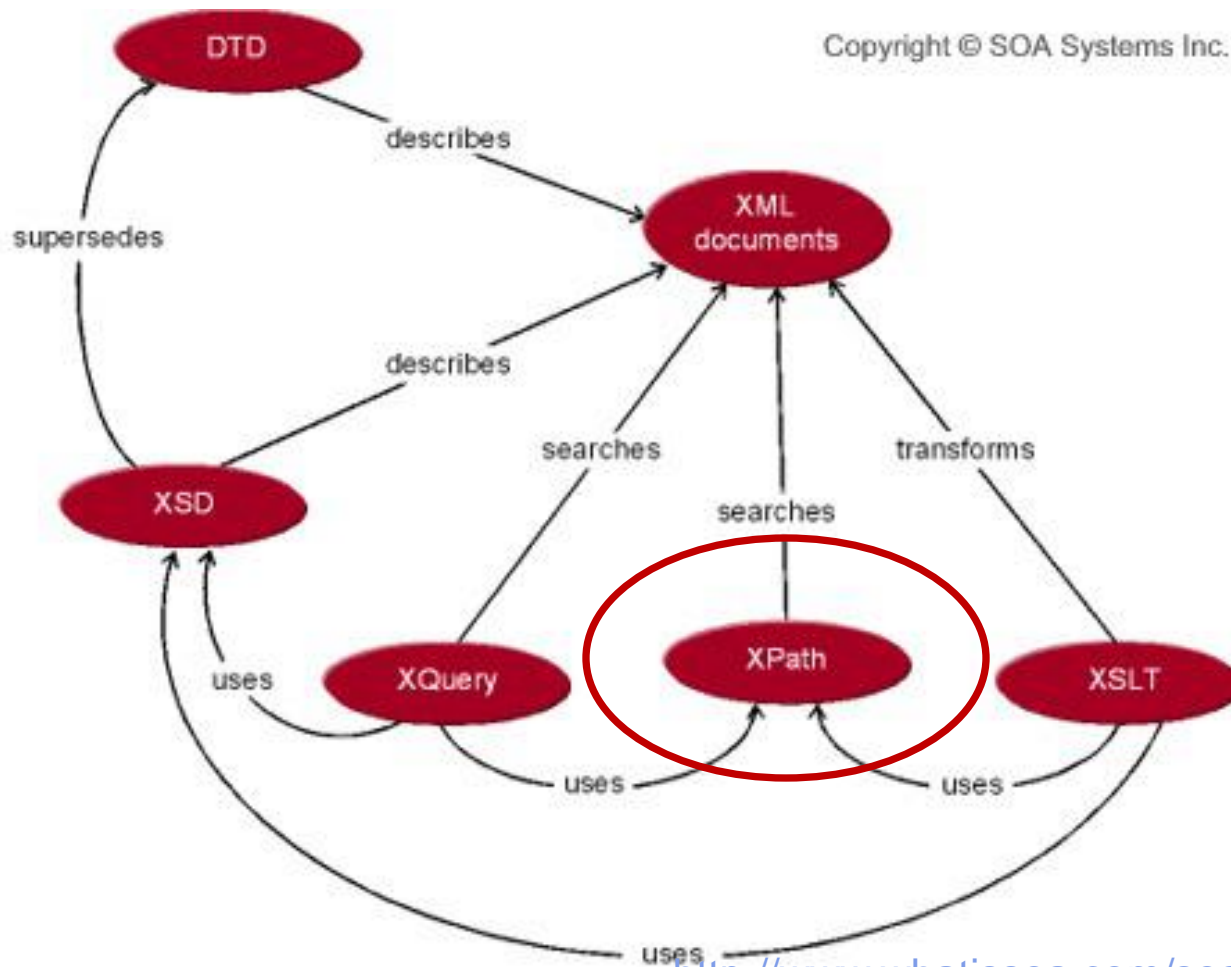 DTD
Copyright © SOA Systems Inc.
describes
XML
documents
supersedes
describes
searches
transforms
XSD
searches
XPath
XQuery
XSLT
uses
uses
uses
uses